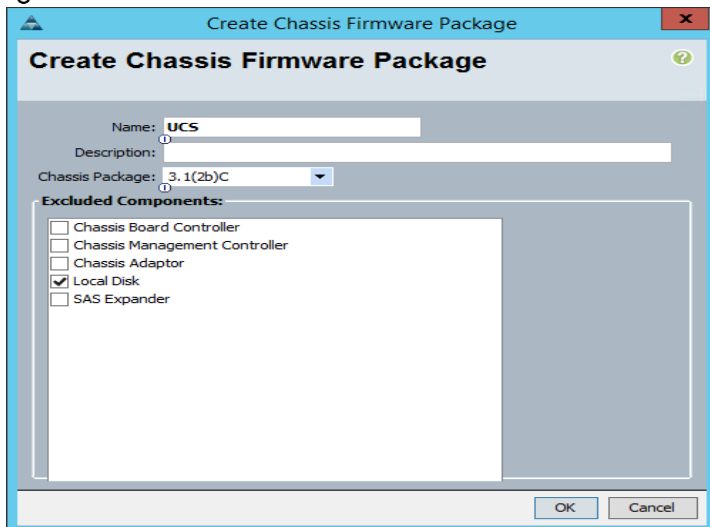 Create Chassis Firmware Package
Create Chassis Firmware Package
Name: UCS
Description:
Chassis Package: 3.1(2b)C
Excluded Components:
Chassis Board Controller
Chassis Management Controller
Chassis Adaptor
Local Disk
SAS Expander
OK Cancel